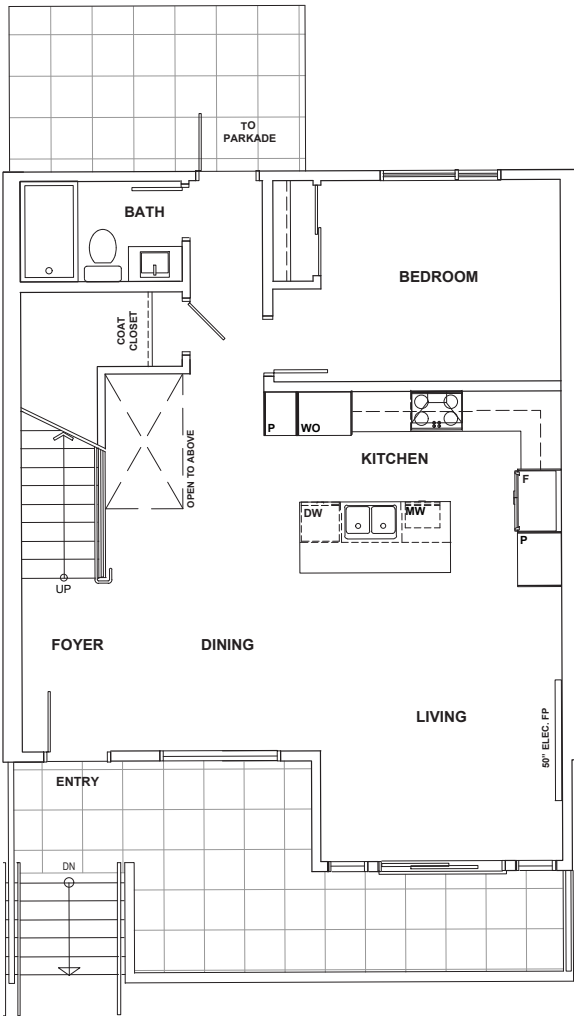 TO
PARKADE
BATH
BEDROOM
COAT
CLOSET
OPEN TO ABOVE
P
WO
KITCHEN
F
DW
MW
P
UP
FOYER
DINING
LIVING
50" ELEC. FP
ENTRY
DN